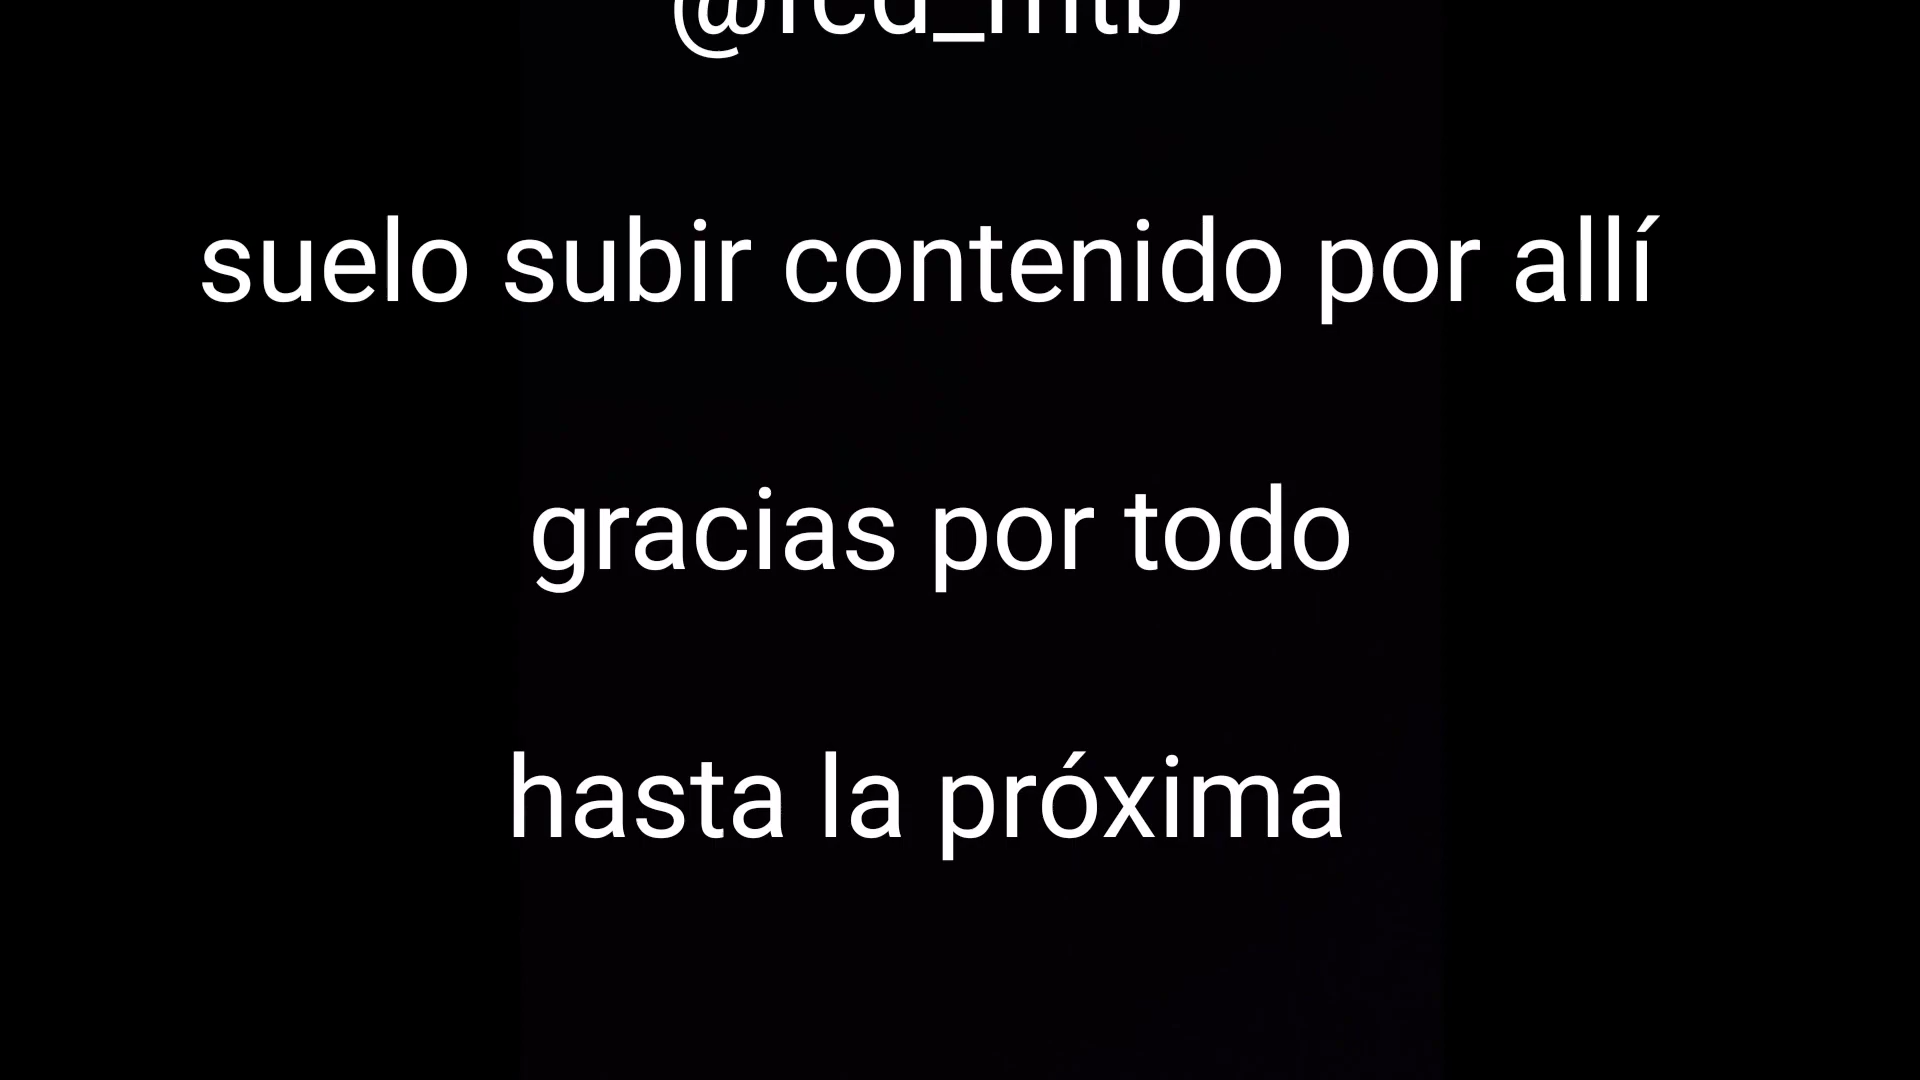 suelo subir contenido por allí
gracias por todo
hasta la próxima